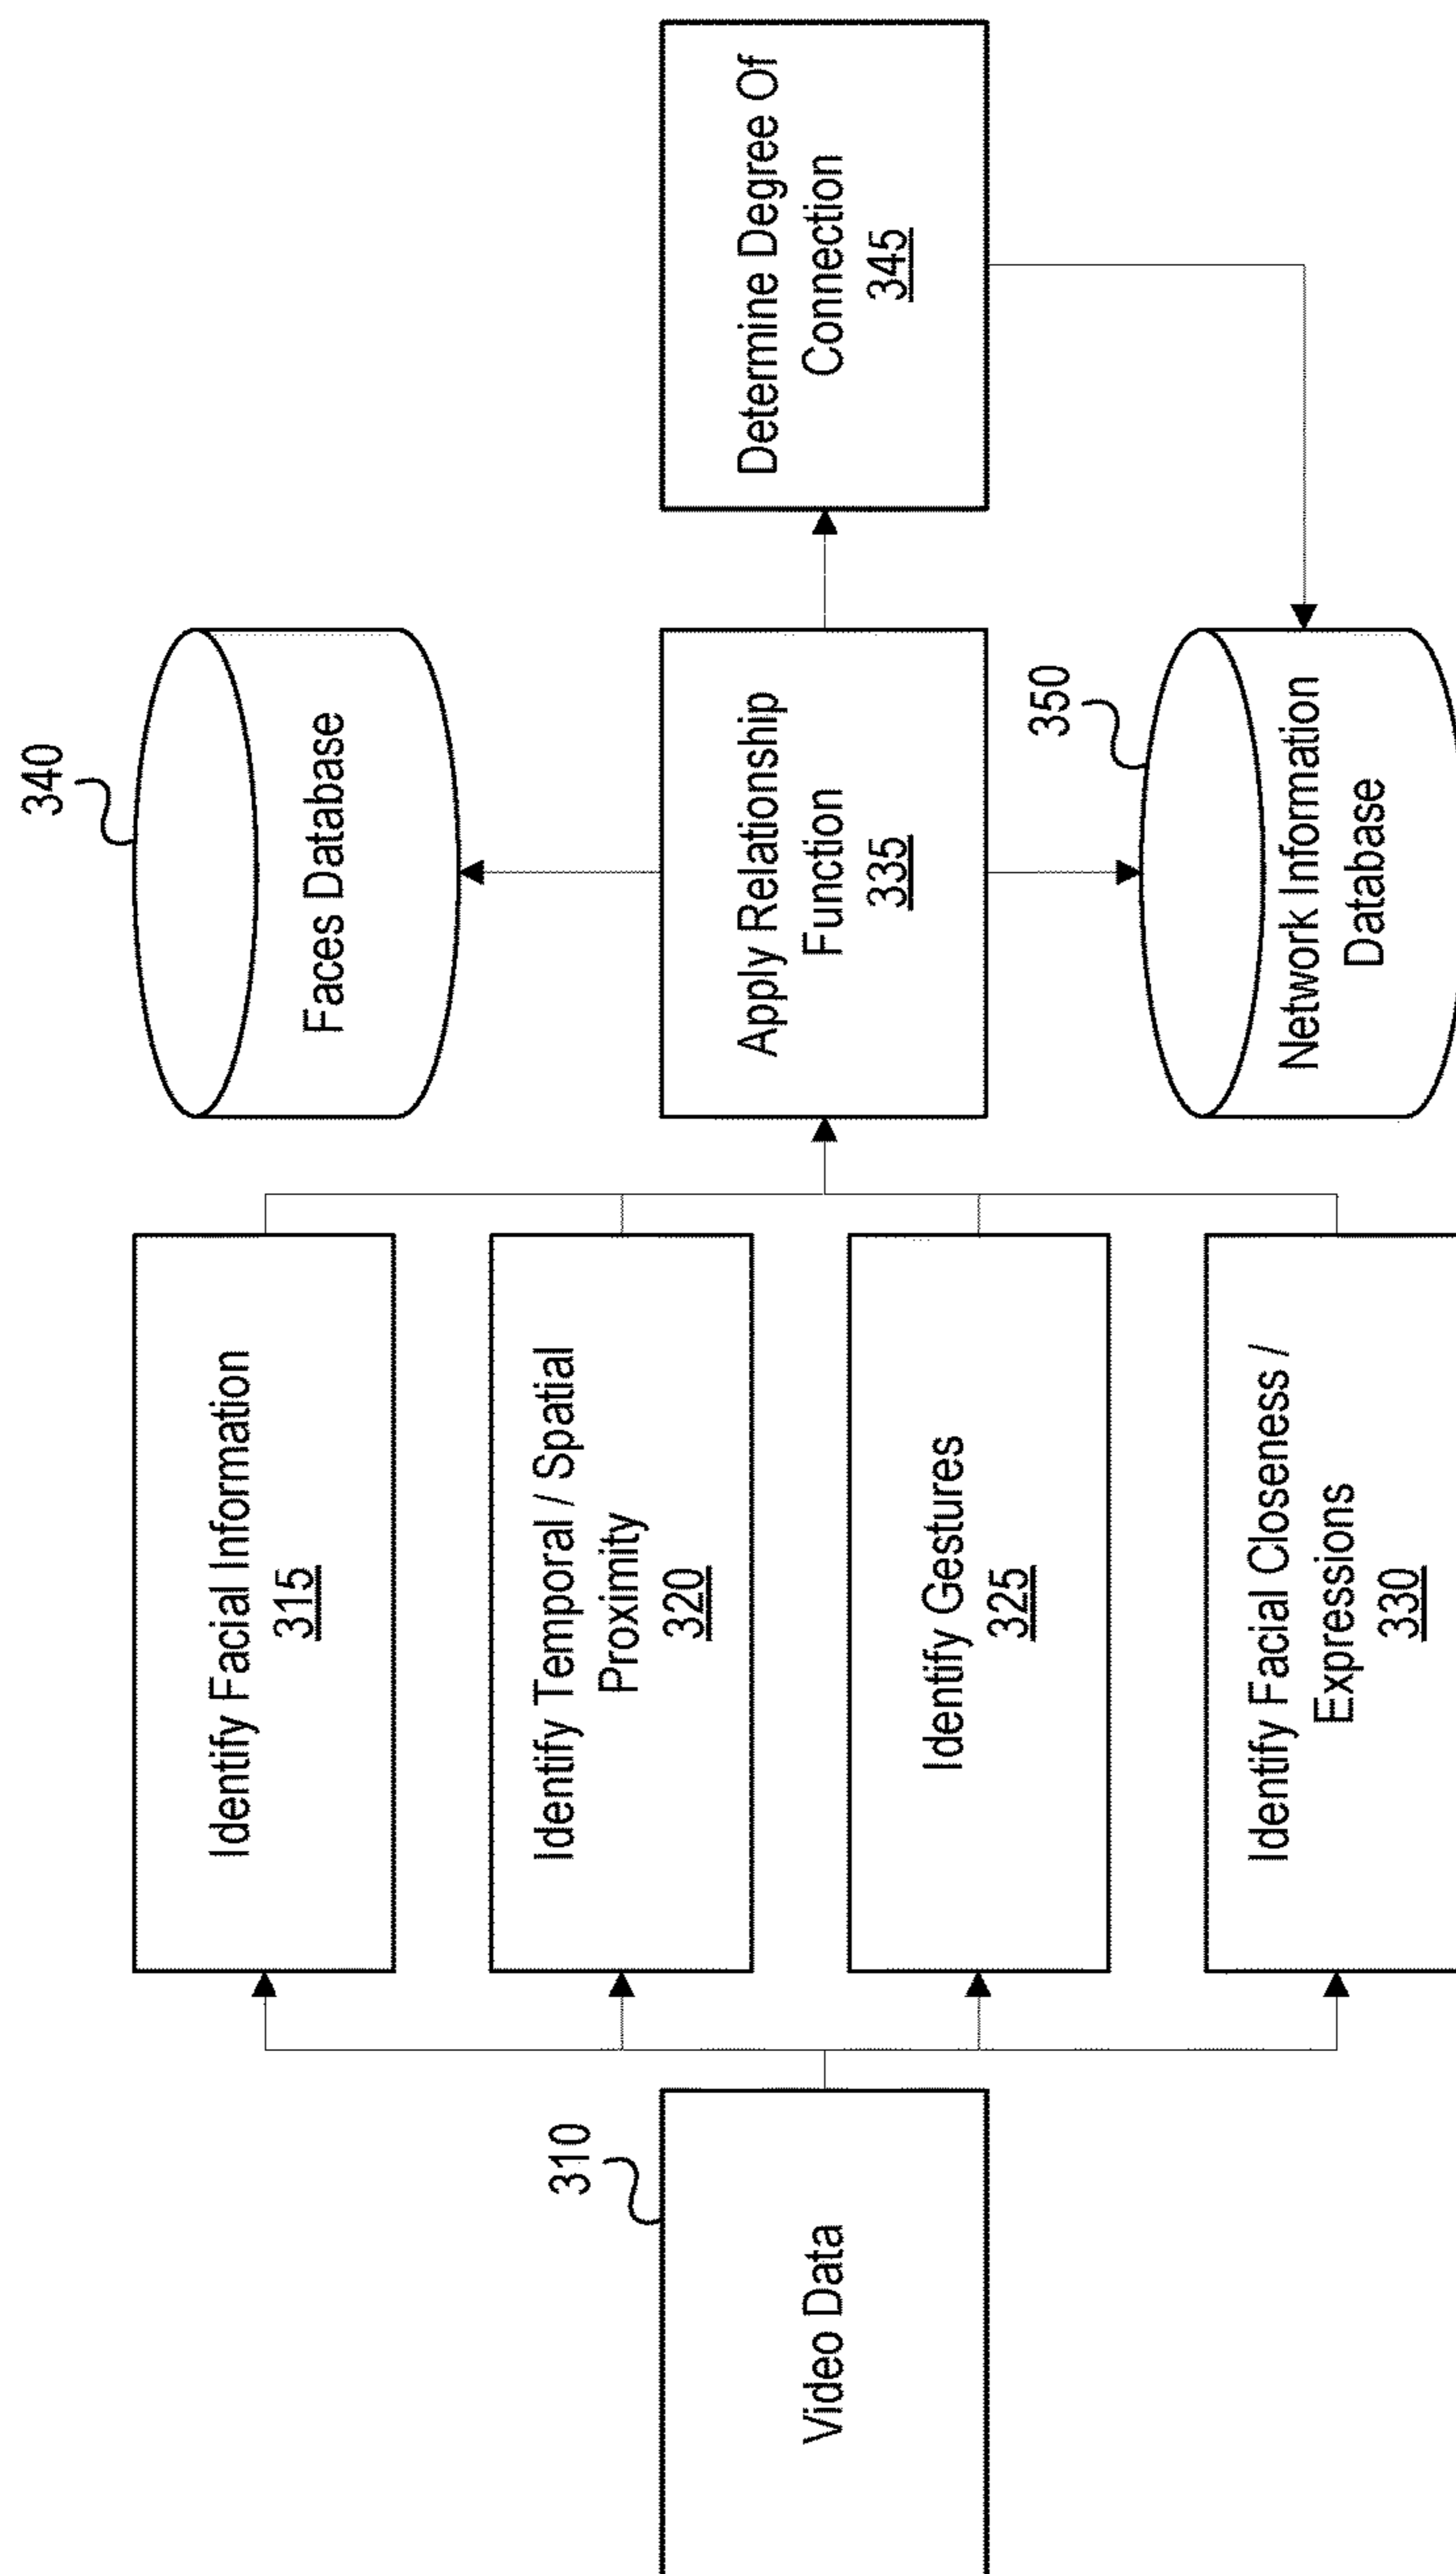 310
Video Data
Identify Facial Information
315
Identify Temporal / Spatial
Proximity
320
Identify Gestures
325
Identify Facial Closeness /
Expressions
330
340
Faces Database
Apply Relationship
Function
335
350
Network Information
Database
Determine Degree Of
Connection
345